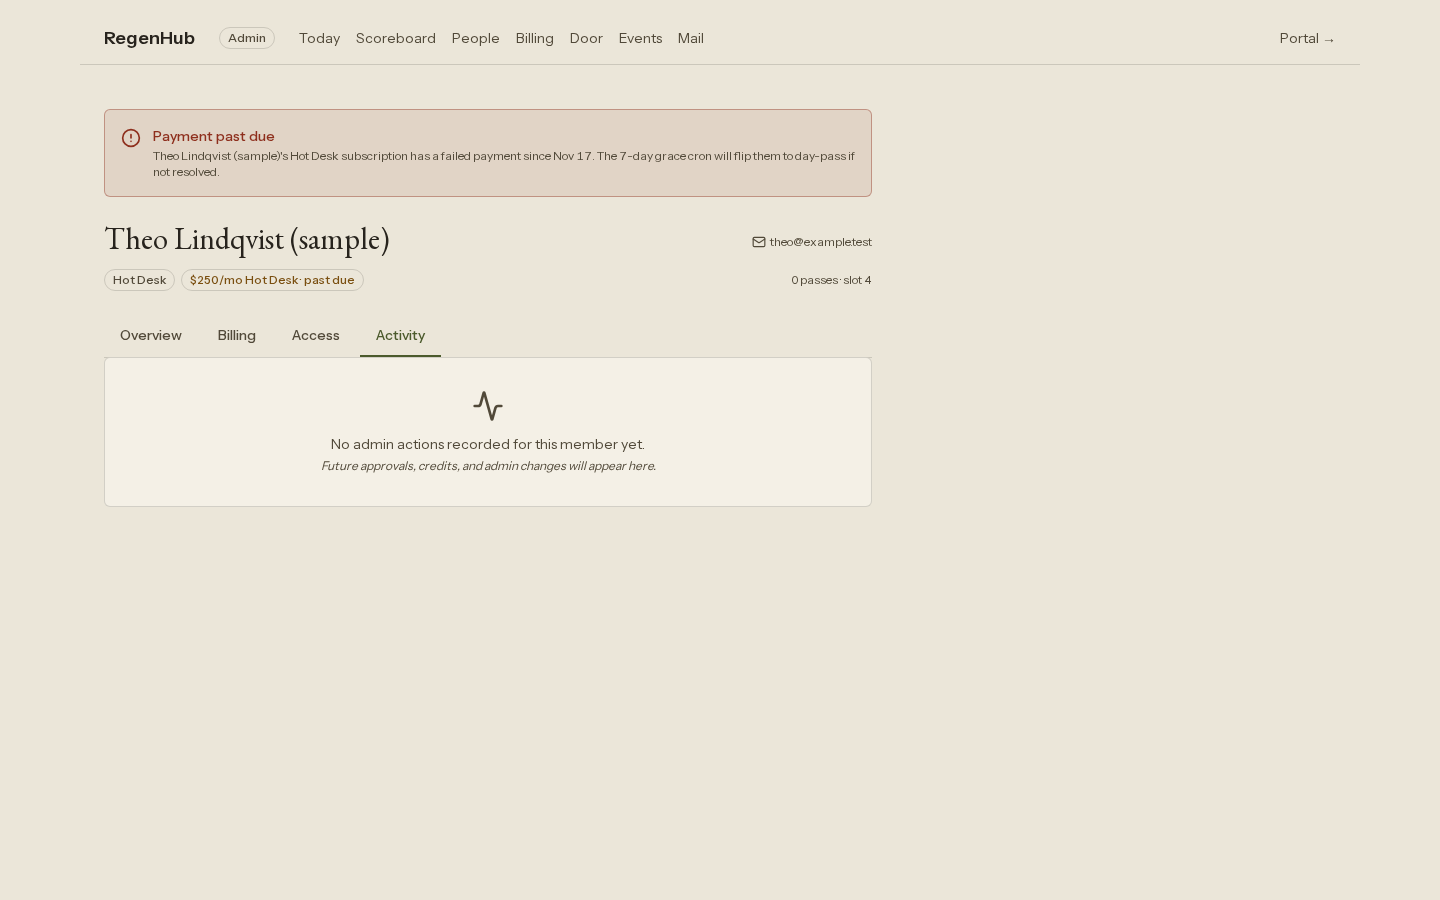 RegenHub Admin Today Scoreboard People Billing Door Events Mail Portal →
Payment past due
Theo Lindqvist (sample)'s Hot Desk subscription has a failed payment since Nov 17. The 7-day grace cron will flip them to day-pass if
not resolved.
Theo Lindqvist (sample)
theo@example.test
Hot Desk $250/mo Hot Desk · past due
0 passes · slot 4
Overview Billing Access Activity
No admin actions recorded for this member yet.
Future approvals, credits, and admin changes will appear here.